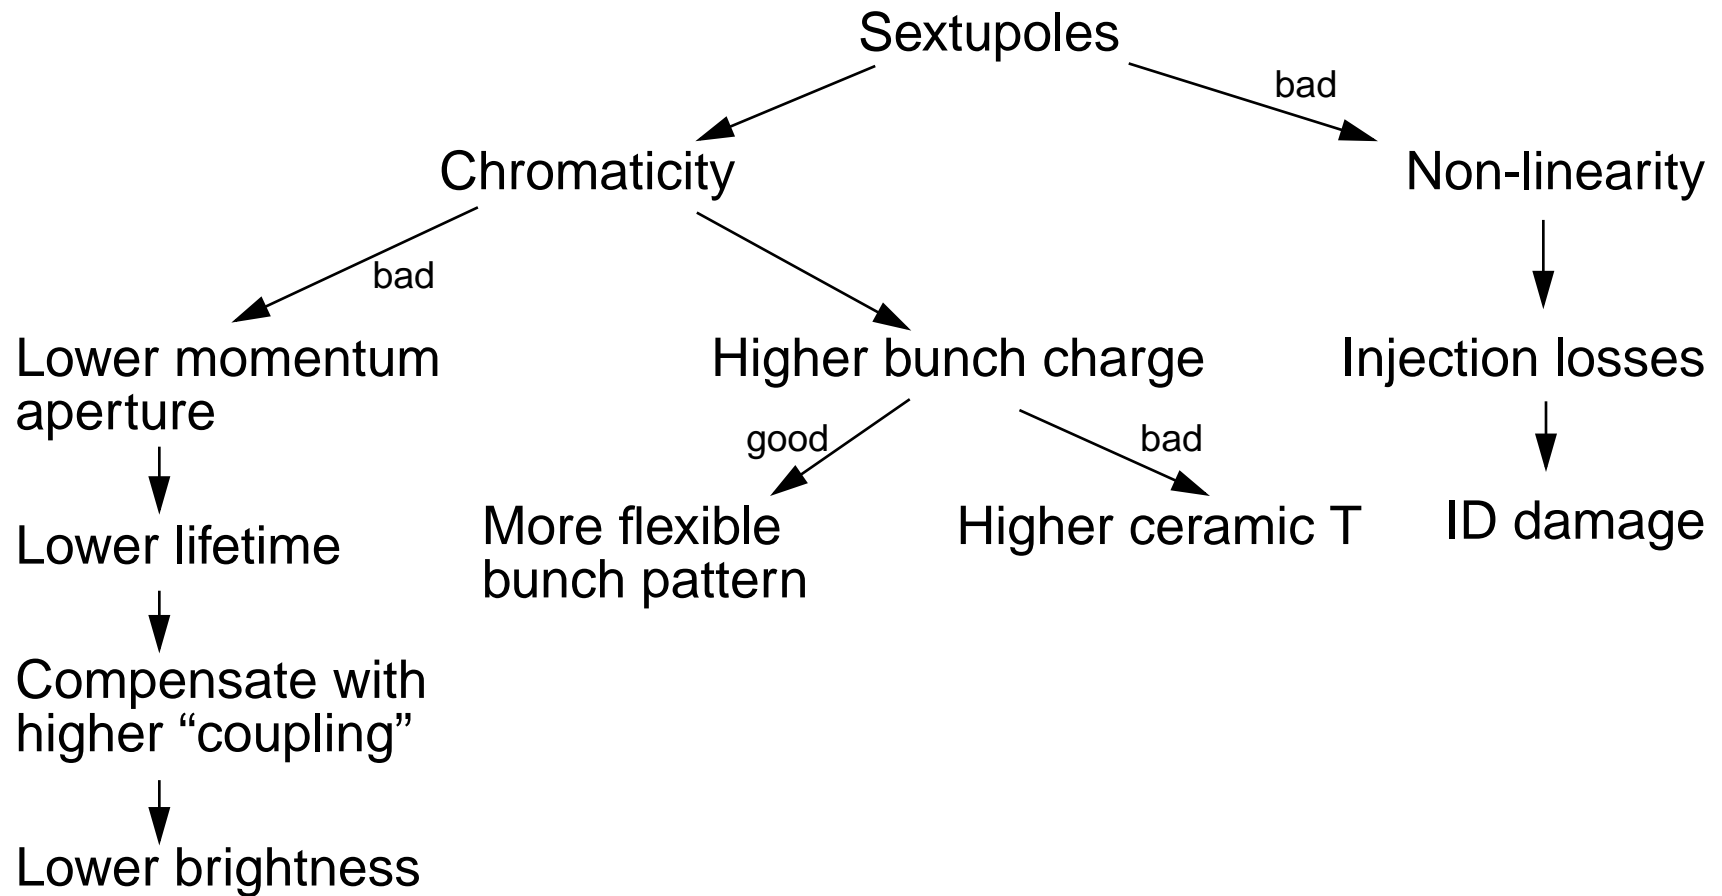 Sextupoles
bad
Chromaticity
Non-linearity
bad
Lower momentum
aperture
Higher bunch charge
Injection losses
good
bad
Lower lifetime
More flexible
bunch pattern
Higher ceramic T
ID damage
Compensate with
higher “coupling”
Lower brightness